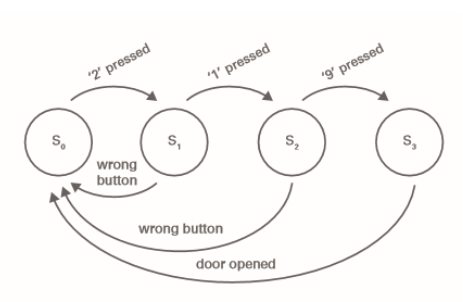 ‘2’ pressed
‘1’ pressed
‘9’ pressed
S₀
S₁
S₂
S₃
wrong
button
wrong button
door opened